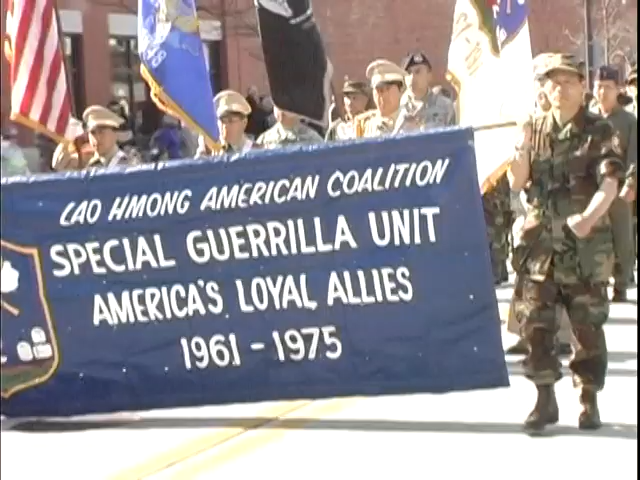 LAO HMONG AMERICAN COALITION
SPECIAL GUERRILLA UNIT
AMERICA'S LOYAL ALLIES
1961 - 1975